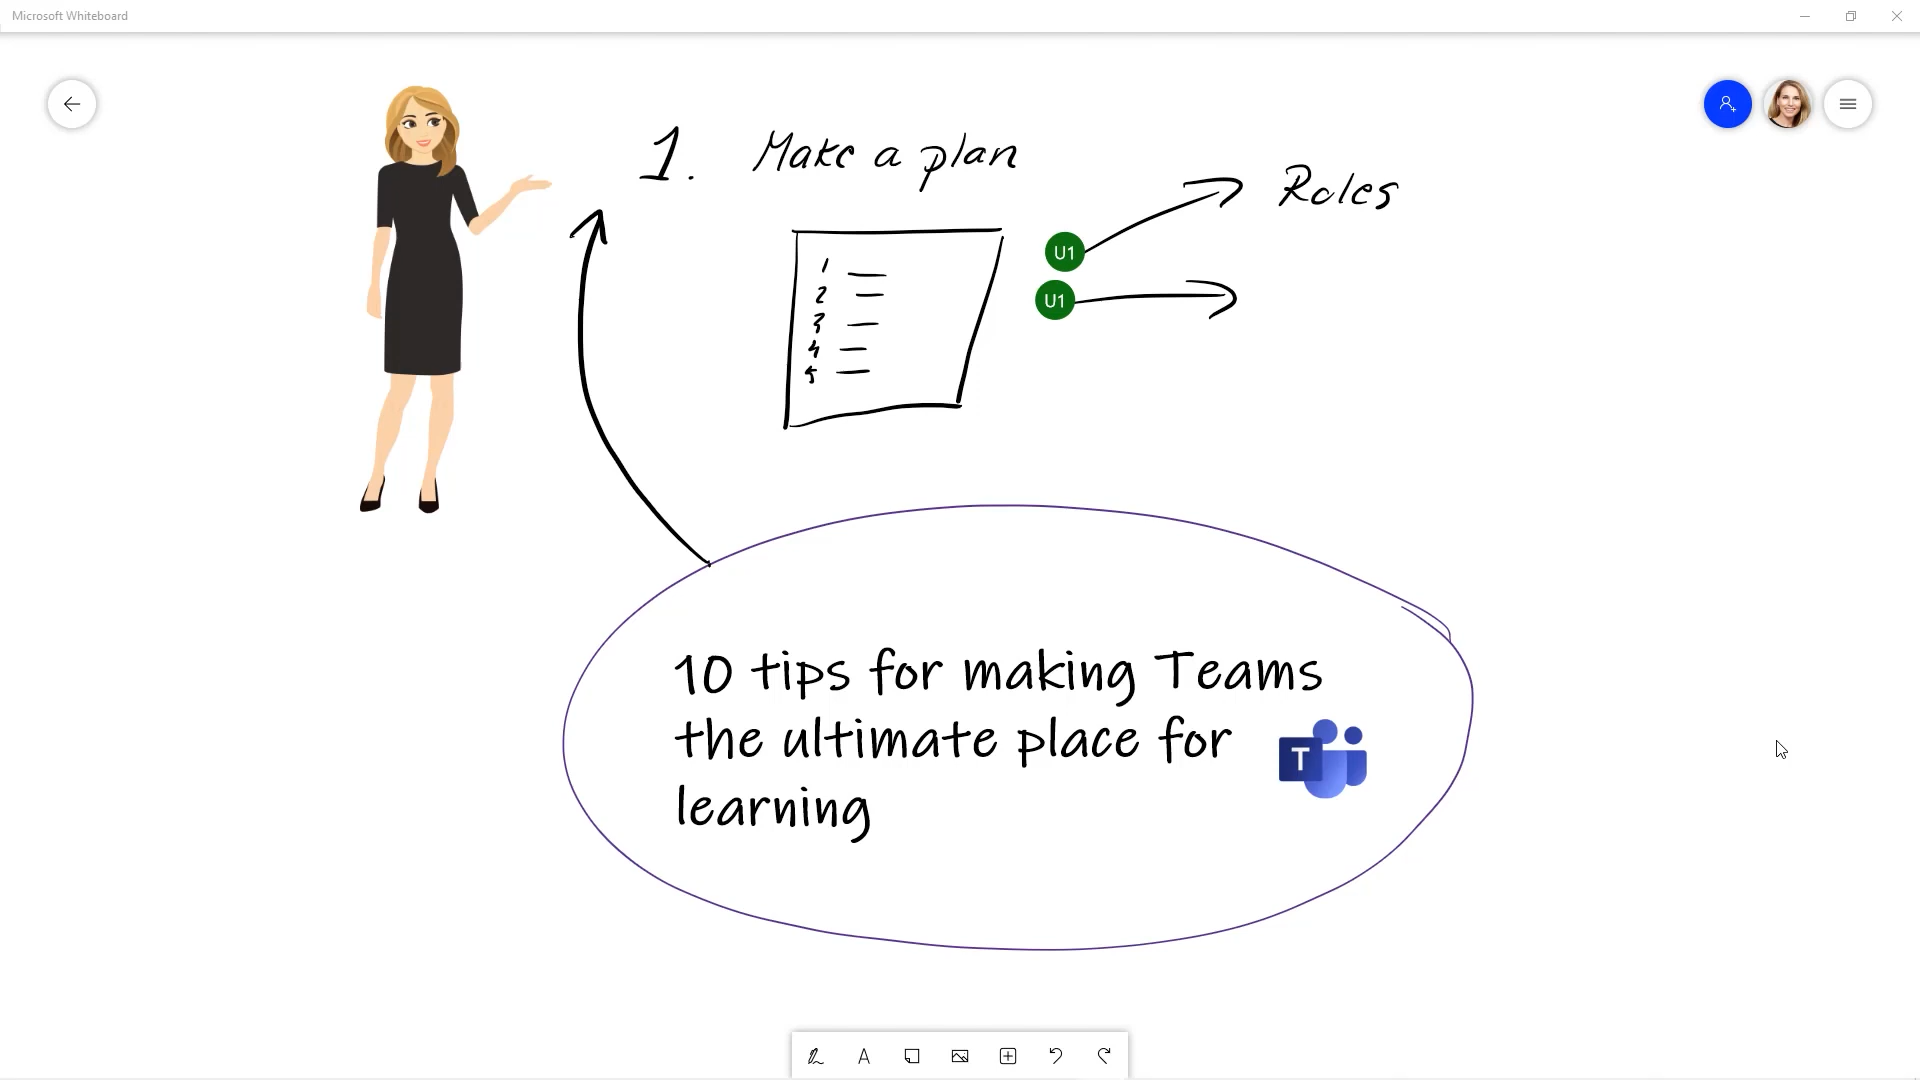 Microsoft Whiteboard
1. Make a plan
Roles
U1
U1
1
2
3
4
5
10 tips for making Teams
the ultimate place for
learning
T